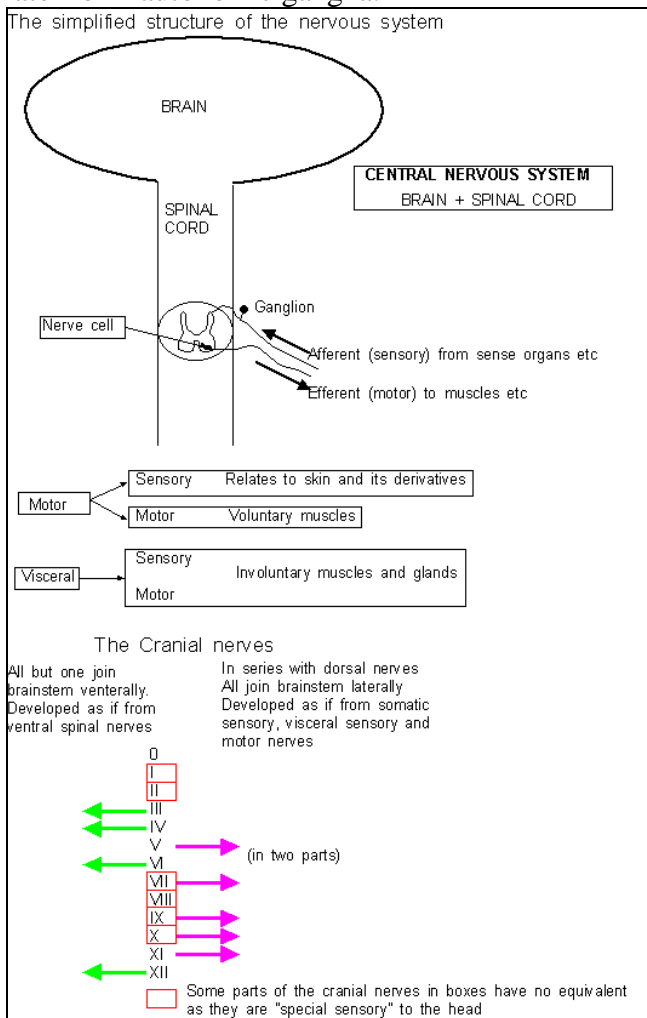 The simplified structure of the nervous system
BRAIN
CENTRAL NERVOUS SYSTEM
BRAIN + SPINAL CORD
SPINAL
CORD
Ganglion
Nerve cell
Afferent (sensory) from sense organs etc
Efferent (motor) to muscles etc
Motor
Sensory Relates to skin and its derivatives
Motor Voluntary muscles
Visceral
Sensory
Involuntary muscles and glands
Motor
The Cranial nerves
All but one join
brainstem venterally.
Developed as if from
ventral spinal nerves
In series with dorsal nerves
All join brainstem laterally
Developed as if from somatic
sensory, visceral sensory and
motor nerves
0
I
II
III
IV
V (in two parts)
VI
VII
VIII
IX
X
XI
XII
Some parts of the cranial nerves in boxes have no equivalent
as they are "special sensory" to the head